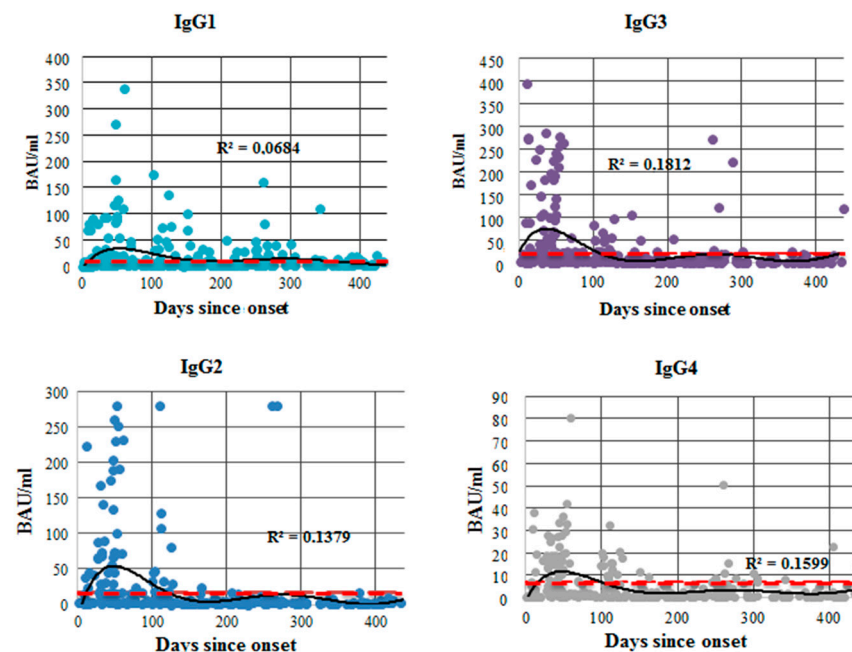 IgG1
400
350
300
250
200
150
100
50
0
BAU/ml
R² = 0.0684
0 100 200 300 400
Days since onset
IgG3
450
400
350
300
250
200
150
100
50
0
BAU/ml
R² = 0.1812
0 100 200 300 400
Days since onset
IgG2
300
250
200
150
100
50
0
BAU/ml
R² = 0.1379
0 100 200 300 400
Days since onset
IgG4
90
80
70
60
50
40
30
20
10
0
BAU/ml
R² = 0.1599
0 100 200 300 400
Days since onset